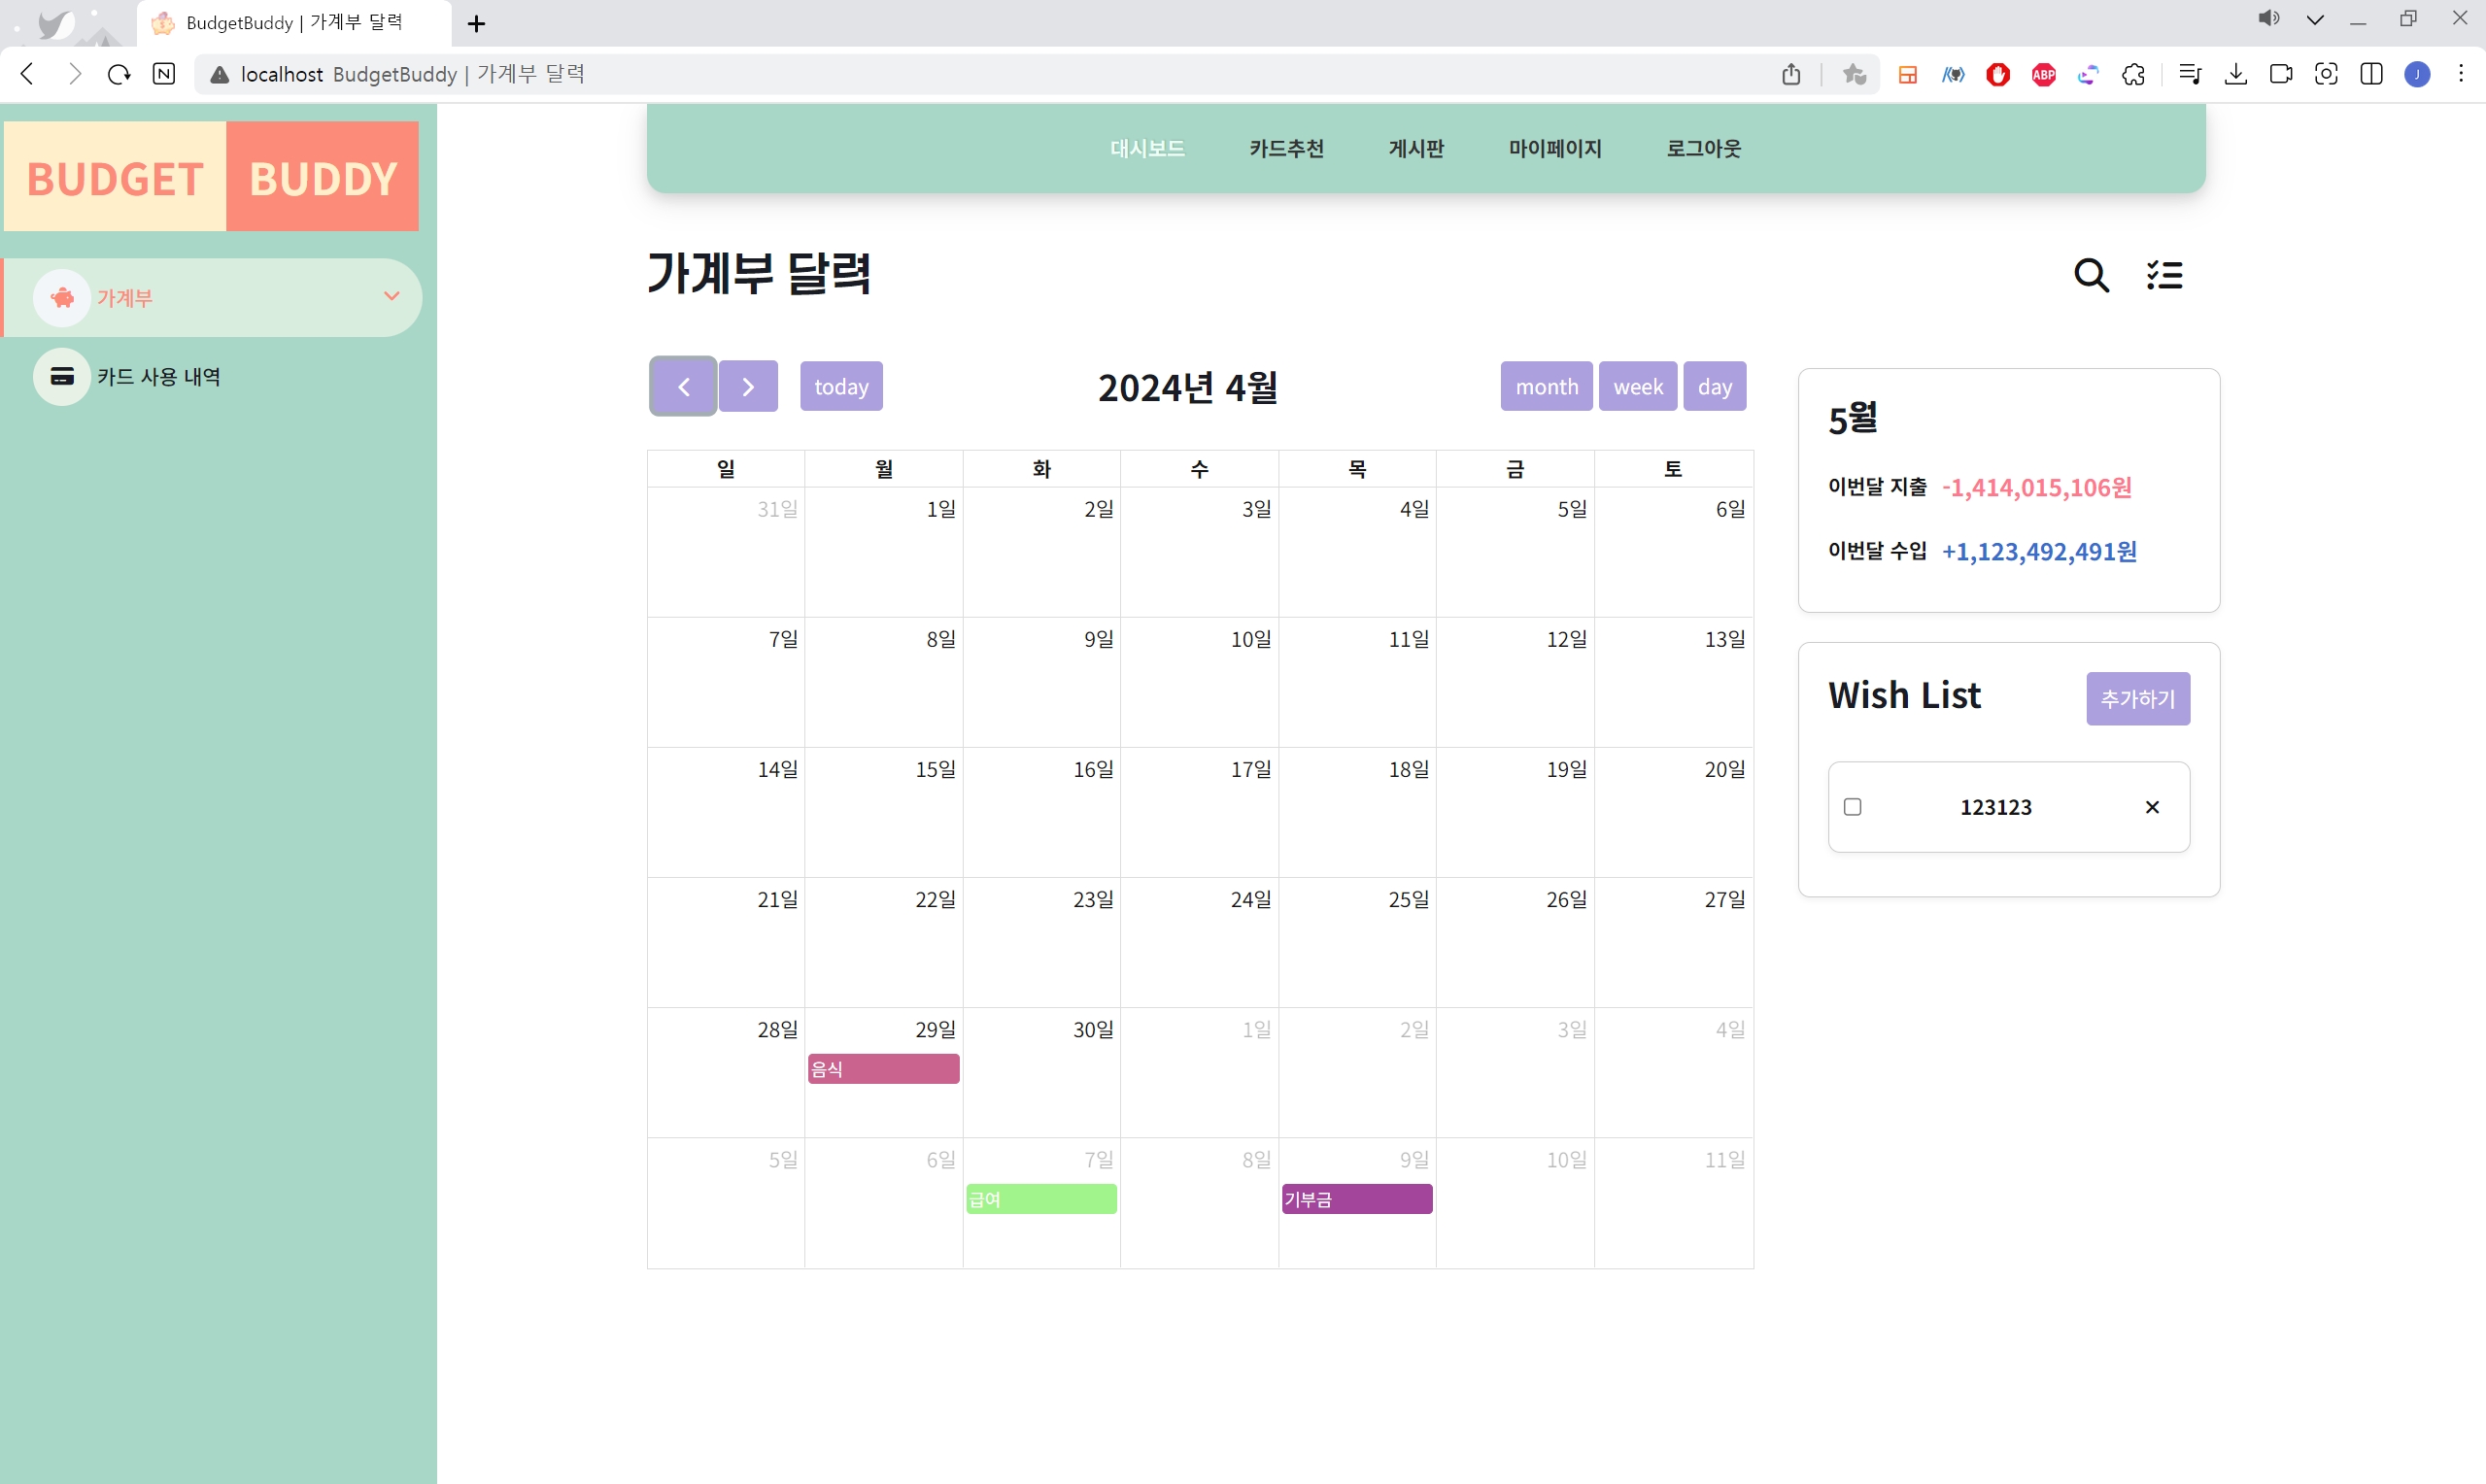 BudgetBuddy | 가계부 달력
localhost BudgetBuddy | 가계부 달력
N
ABP
J
BUDGET BUDDY
대시보드 카드추천 게시판 마이페이지 로그아웃
가계부
카드 사용 내역
가계부 달력
today
2024년 4월
month week day
일 월 화 수 목 금 토
31일 1일 2일 3일 4일 5일 6일
7일 8일 9일 10일 11일 12일 13일
14일 15일 16일 17일 18일 19일 20일
21일 22일 23일 24일 25일 26일 27일
28일 29일 30일 1일 2일 3일 4일
음식
5일 6일 7일 8일 9일 10일 11일
급여 기부금
5월
이번달 지출 -1,414,015,106원
이번달 수입 +1,123,492,491원
Wish List 추가하기
123123